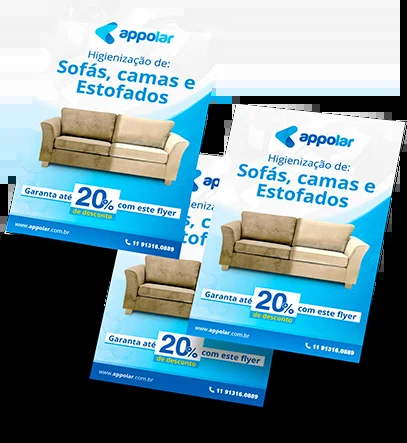 appolar
Higienização de:
Sofás, camas e
Estofados
Garanta até 20% com este flyer
de desconto
www.appolar.com.br
11 91316.0889
appolar
Higienização de:
Sofás, camas e
Estofados
Garanta até 20% com este flyer
de desconto
www.appolar.com.br
11 91316.0889
Higieniza
Sofás,
Estof
Garanta até 20% com este flyer
de desconto
www.appolar.com.br
11 91316.0889